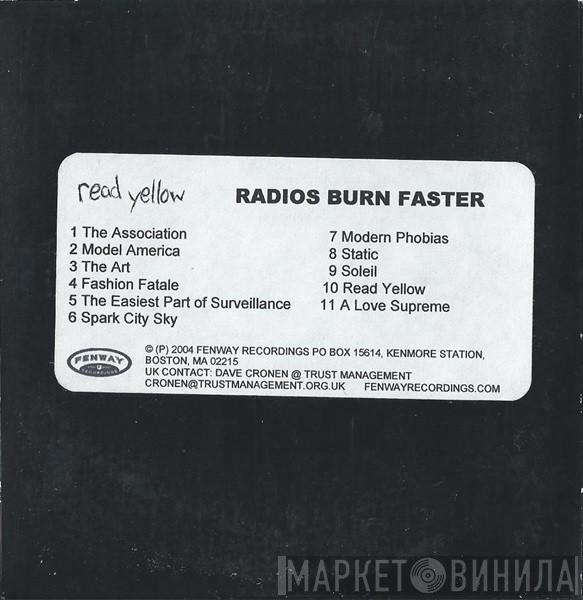 read yellow
RADIOS BURN FASTER
1 The Association
2 Model America
3 The Art
4 Fashion Fatale
5 The Easiest Part of Surveillance
6 Spark City Sky
7 Modern Phobias
8 Static
9 Soleil
10 Read Yellow
11 A Love Supreme
FENWAY
RECORDINGS
© (P) 2004 FENWAY RECORDINGS PO BOX 15614, KENMORE STATION,
BOSTON, MA 02215
UK CONTACT: DAVE CRONEN @ TRUST MANAGEMENT
CRONEN@TRUSTMANAGEMENT.ORG.UK FENWAYRECORDINGS.COM
МАРКЕТ ВИНИЛА